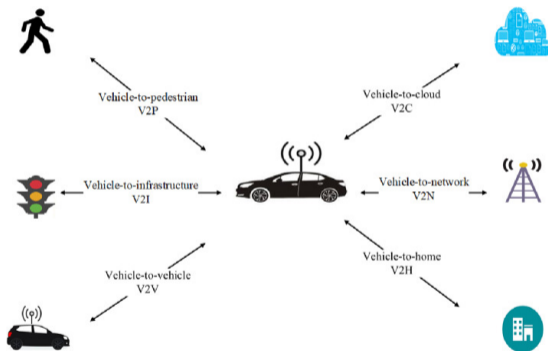 Vehicle-to-pedestrian
V2P
Vehicle-to-cloud
V2C
Vehicle-to-infrastructure
V2I
Vehicle-to-network
V2N
Vehicle-to-vehicle
V2V
Vehicle-to-home
V2H